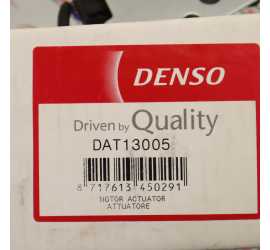 DENSO
Driven by Quality
DAT13005
8 717613 450291
MOTOR ACTUATOR
ATTUATORE